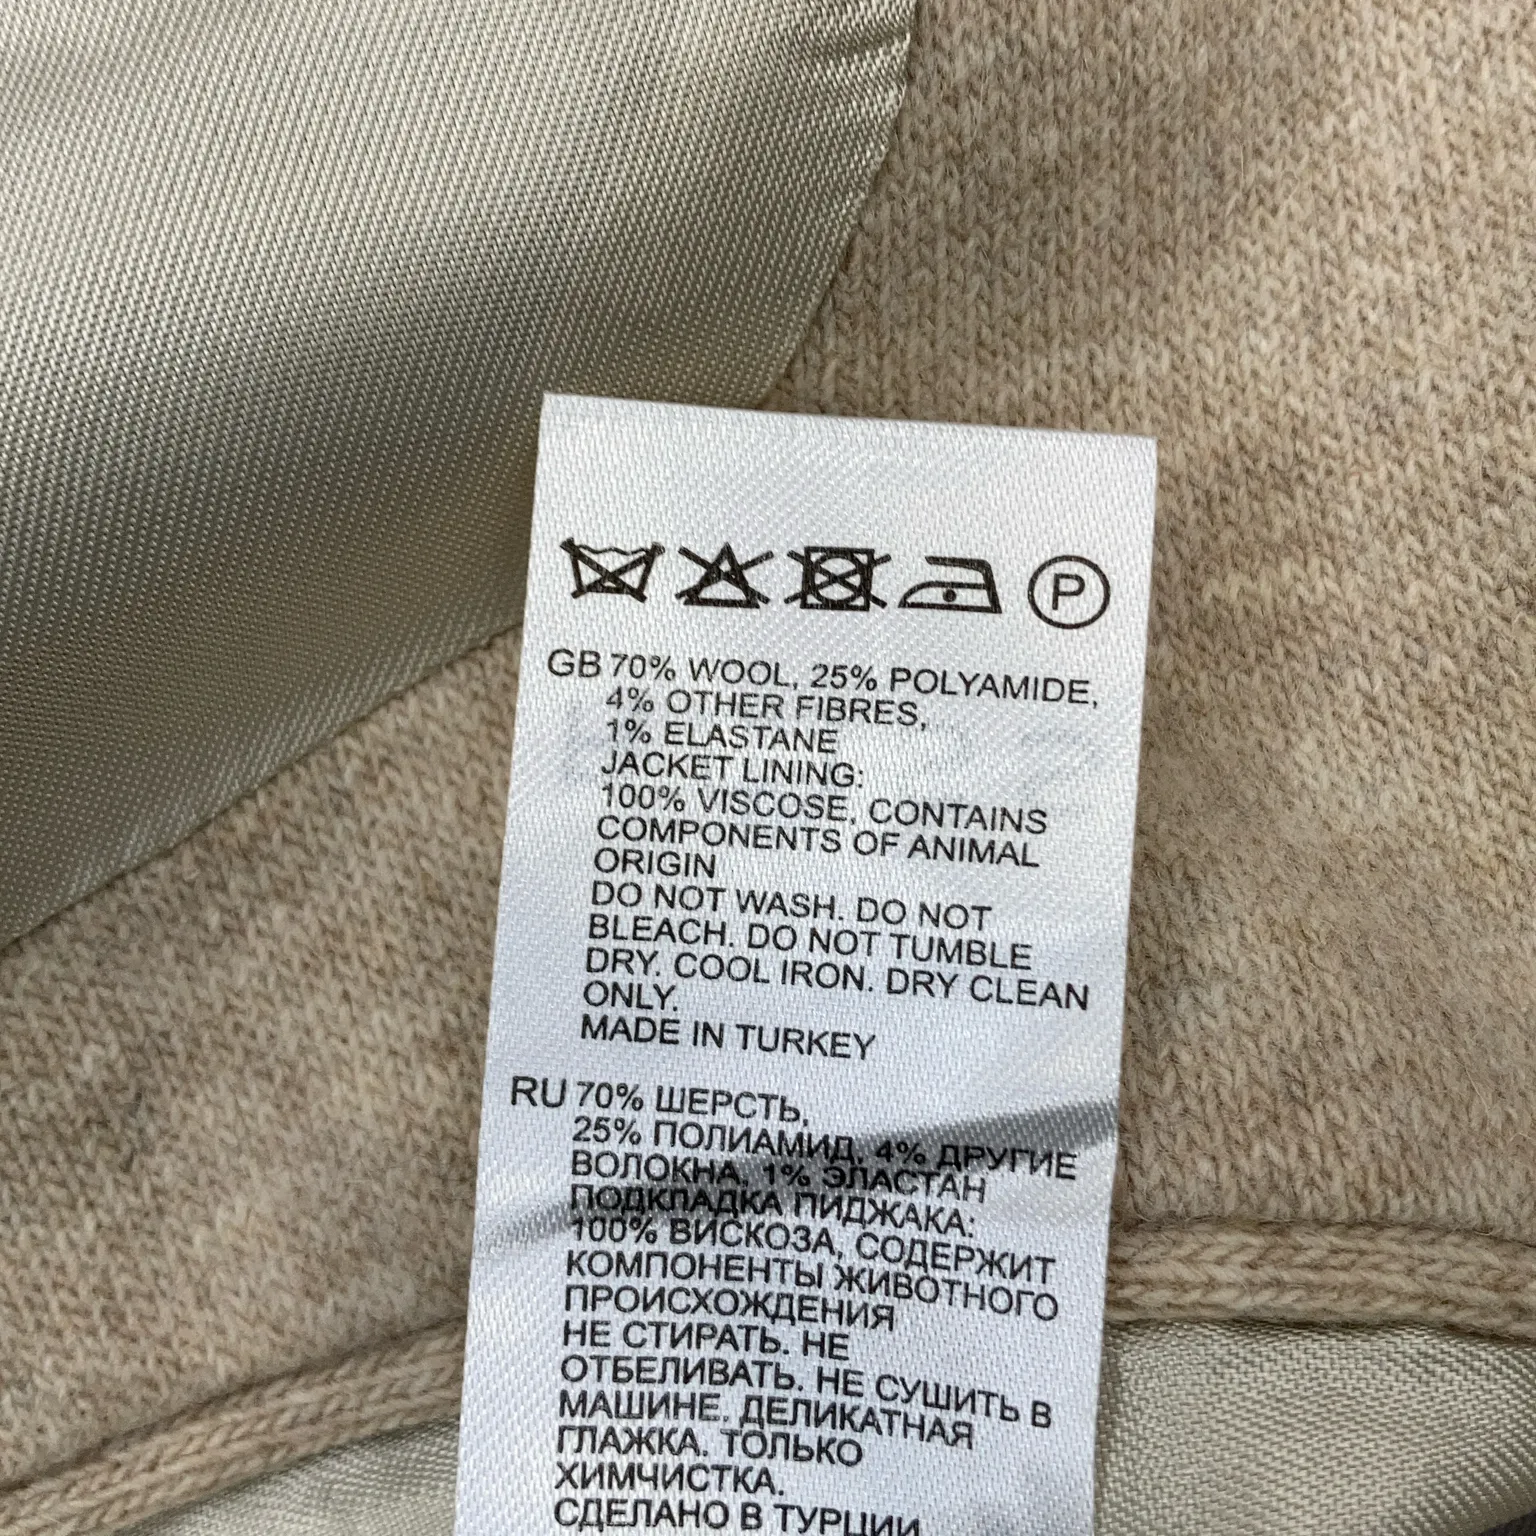 P
GB 70% WOOL, 25% POLYAMIDE,
4% OTHER FIBRES,
1% ELASTANE
JACKET LINING:
100% VISCOSE, CONTAINS
COMPONENTS OF ANIMAL
ORIGIN
DO NOT WASH. DO NOT
BLEACH. DO NOT TUMBLE
DRY. COOL IRON. DRY CLEAN
ONLY.
MADE IN TURKEY
RU 70% ШЕРСТЬ,
25% ПОЛИАМИД, 4% ДРУГИЕ
ВОЛОКНА, 1% ЭЛАСТАН
ПОДКЛАДКА ПИДЖАКА:
100% ВИСКОЗА, СОДЕРЖИТ
КОМПОНЕНТЫ ЖИВОТНОГО
ПРОИСХОЖДЕНИЯ
НЕ СТИРАТЬ. НЕ
ОТБЕЛИВАТЬ. НЕ СУШИТЬ В
МАШИНЕ. ДЕЛИКАТНАЯ
ГЛАЖКА. ТОЛЬКО
ХИМЧИСТКА.
СДЕЛАНО В ТУРЦИИ